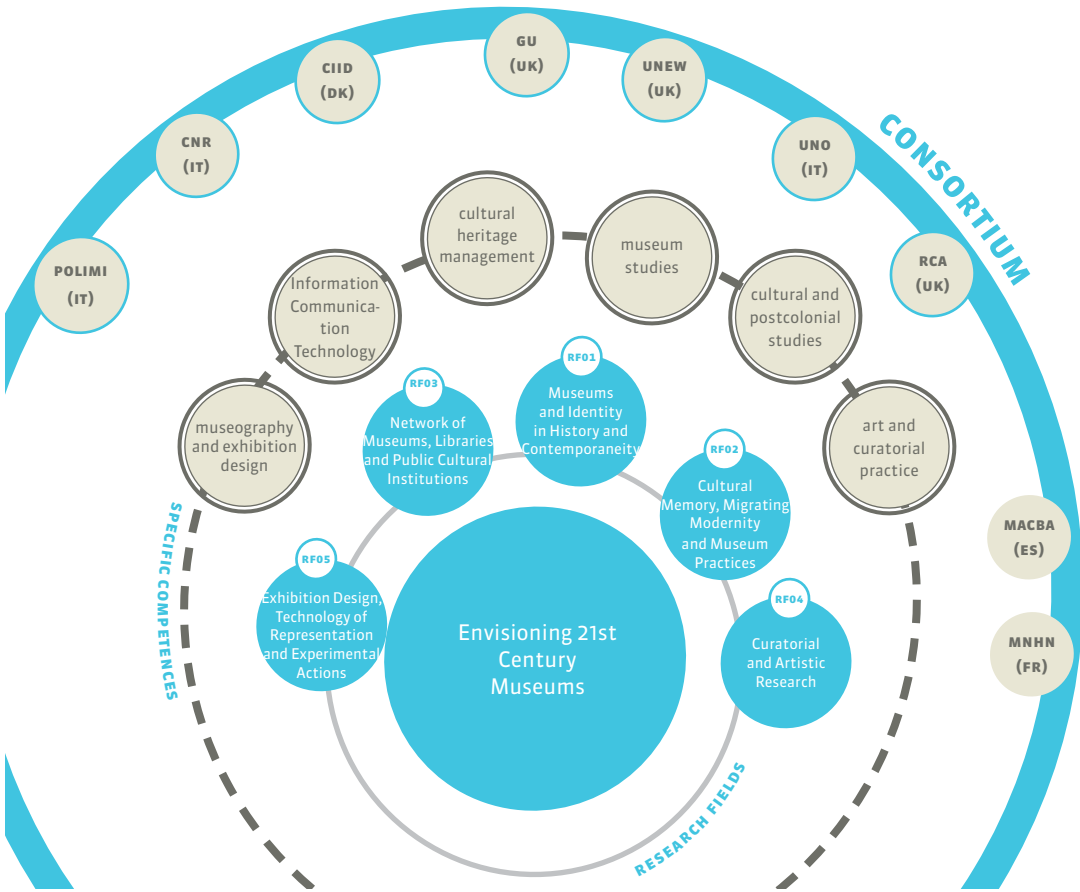 GU
(UK)
CIID
(DK)
UNEW
(UK)
CNR
(IT)
UNO
(IT)
CONSORTIUM
POLIMI
(IT)
RCA
(UK)
cultural
heritage
management
museum
studies
Information
Communica-
tion
Technology
cultural and
postcolonial
studies
museography
and exhibition
design
art and
curatorial
practice
SPECIFIC COMPETENCES
RF03
Network of
Museums, Libraries
and Public Cultural
Institutions
RF01
Museums
and Identity
in History and
Contemporaneity
RF02
Cultural
Memory, Migrating
Modernity
and Museum
Practices
RF05
Exhibition Design,
Technology of
Representation
and Experimental
Actions
RF04
Curatorial
and Artistic
Research
Envisioning 21st
Century
Museums
RESEARCH FIELDS
MACBA
(ES)
MNHN
(FR)